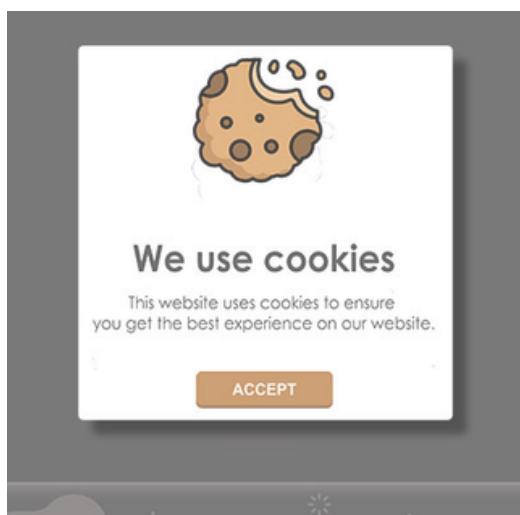 We use cookies
This website uses cookies to ensure
you get the best experience on our website.
ACCEPT